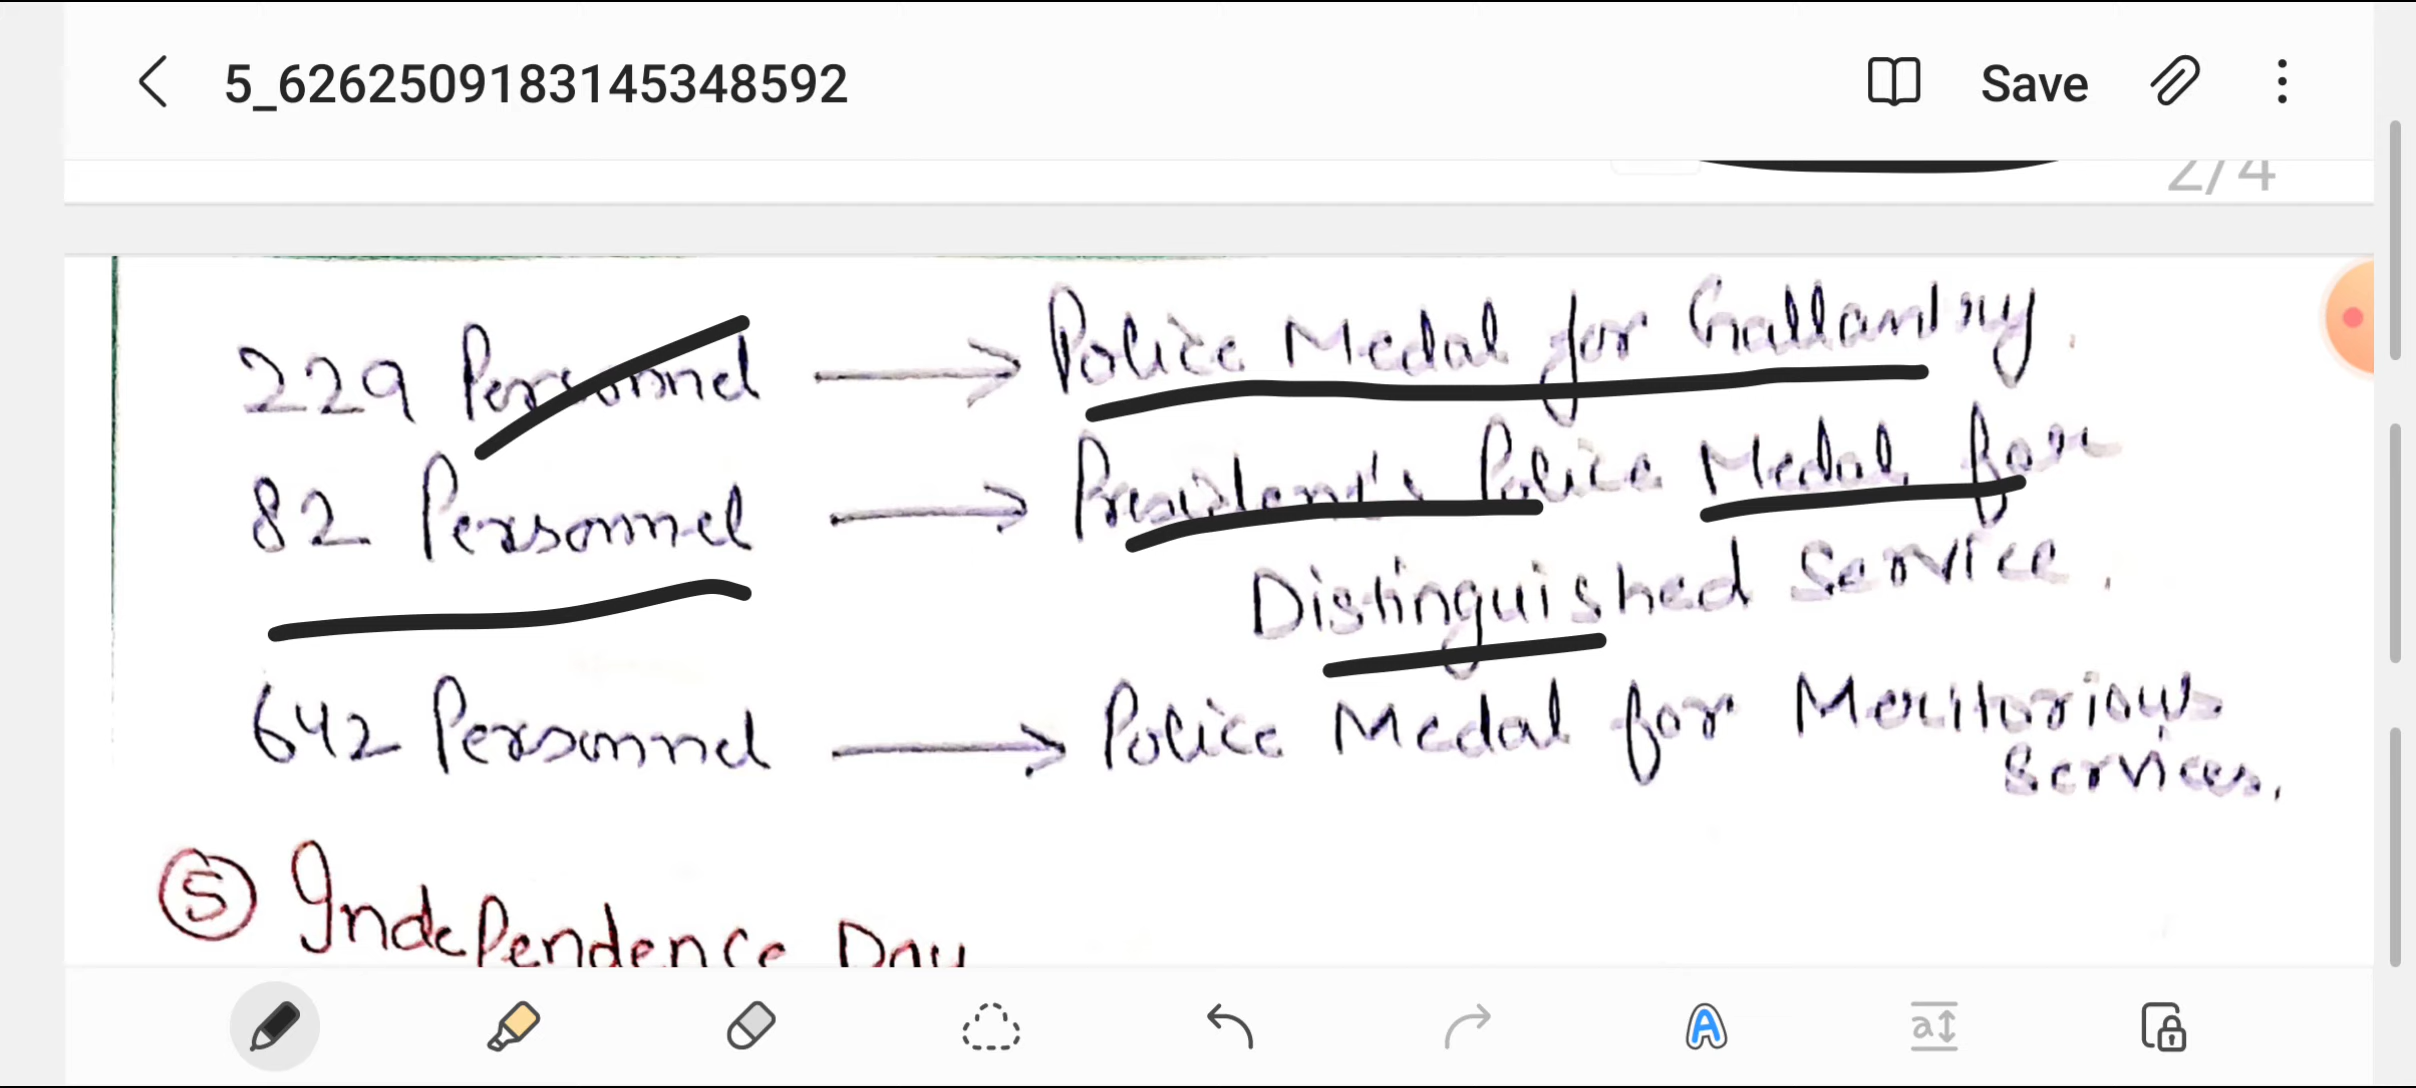 5_6262509183145348592 Save
2/4
229 Personnel → Police Medal for Gallantry.
82 Personnel → President's Police Medal for
Distinguished Service.
642 Personnel → Police Medal for Meritorious
Services.
⑤ Independence Day
A a